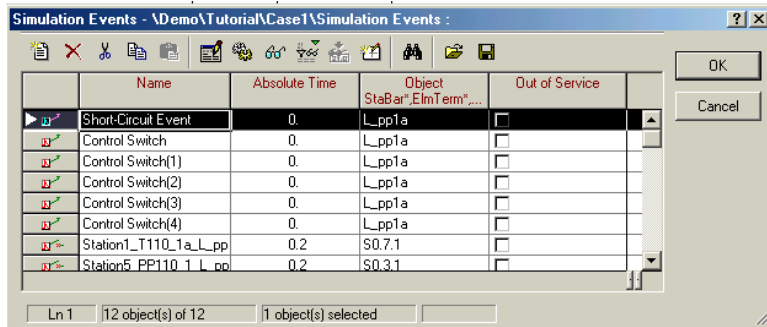 Simulation Events - \Demo\Tutorial\Case1\Simulation Events :
OK
Cancel
Name Absolute Time Object Out of Service
StaBar*,ElmTerm*,...
Short-Circuit Event 0. L_pp1a
Control Switch 0. L_pp1a
Control Switch(1) 0. L_pp1a
Control Switch(2) 0. L_pp1a
Control Switch(3) 0. L_pp1a
Control Switch(4) 0. L_pp1a
Station1_T110_1a_L_pp 0.2 S0.7.1
Station5_PP110_1_L_pp 0.2 S0.3.1
Ln 1 12 object(s) of 12 1 object(s) selected